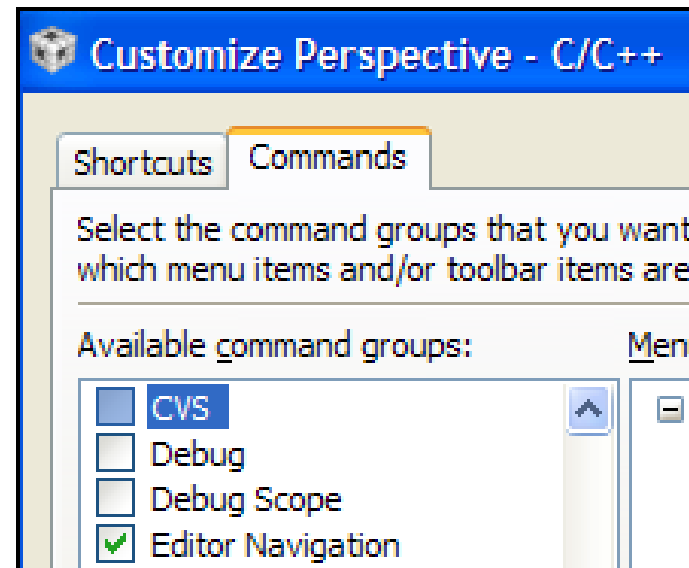 Customize Perspective - C/C++
Shortcuts Commands
Select the command groups that you want
which menu items and/or toolbar items are
Available command groups: Men
CVS
Debug
Debug Scope
Editor Navigation